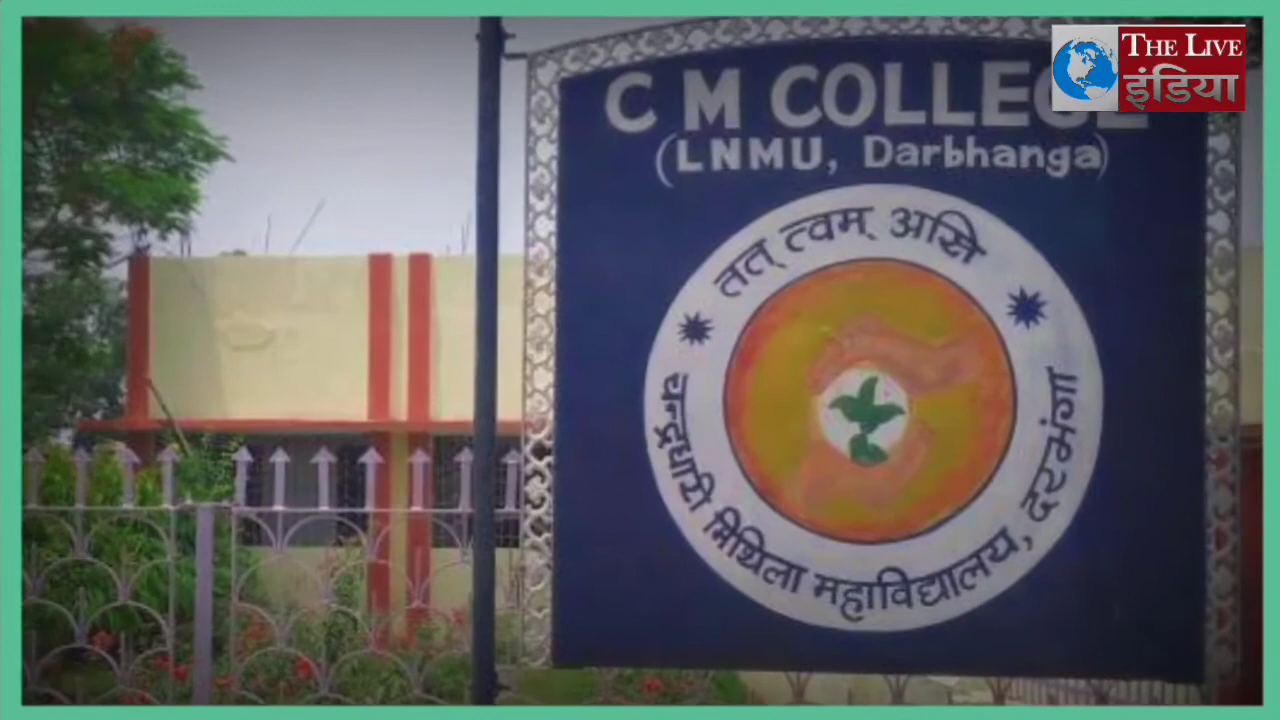 THE LIVE
इंडिया
C M COLLEGE
(LNMU, Darbhanga)
तत् त्वम् असि
चन्द्रधारी मिथिला महाविद्यालय, दरभंगा